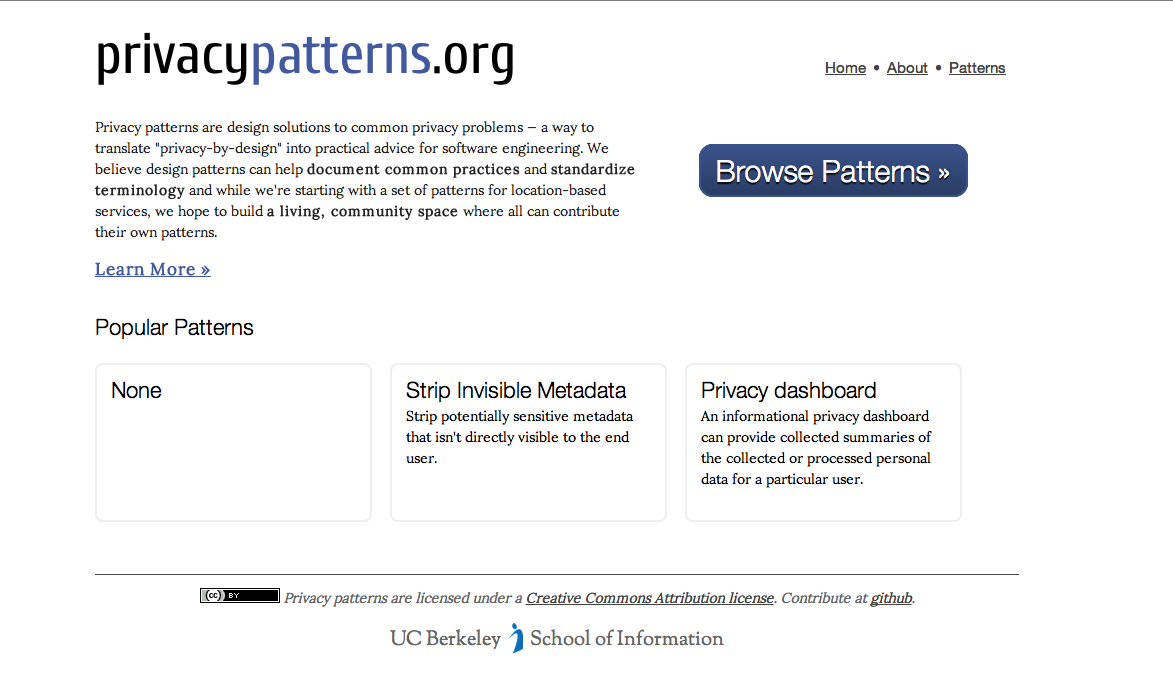 privacypatterns.org
Home • About • Patterns
Privacy patterns are design solutions to common privacy problems — a way to
translate "privacy-by-design" into practical advice for software engineering. We
believe design patterns can help document common practices and standardize
terminology and while we're starting with a set of patterns for location-based
services, we hope to build a living, community space where all can contribute
their own patterns.
Browse Patterns »
Learn More »
Popular Patterns
None
Strip Invisible Metadata
Strip potentially sensitive metadata
that isn't directly visible to the end
user.
Privacy dashboard
An informational privacy dashboard
can provide collected summaries of
the collected or processed personal
data for a particular user.
(cc) BY Privacy patterns are licensed under a Creative Commons Attribution license. Contribute at github.
UC Berkeley School of Information